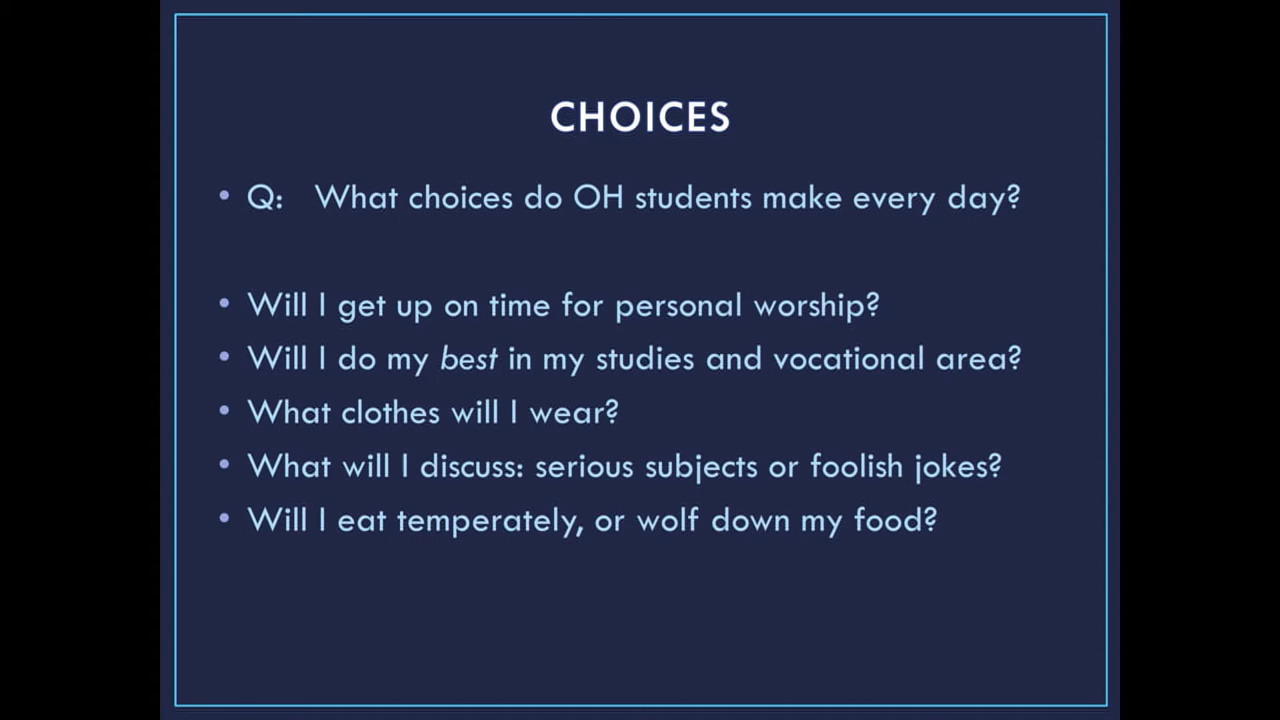 CHOICES
• Q: What choices do OH students make every day?
• Will I get up on time for personal worship?
• Will I do my best in my studies and vocational area?
• What clothes will I wear?
• What will I discuss: serious subjects or foolish jokes?
• Will I eat temperately, or wolf down my food?